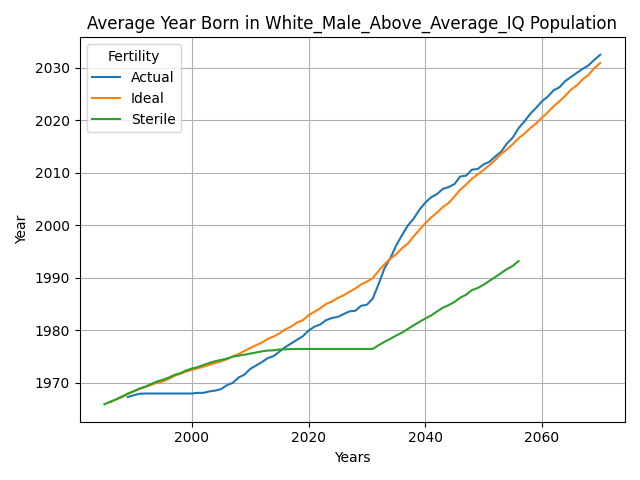 Average Year Born in White_Male_Above_Average_IQ Population
Fertility
Actual
Ideal
Sterile
2030
2020
2010
2000
1990
1980
1970
Year
2000
2020
2040
2060
Years